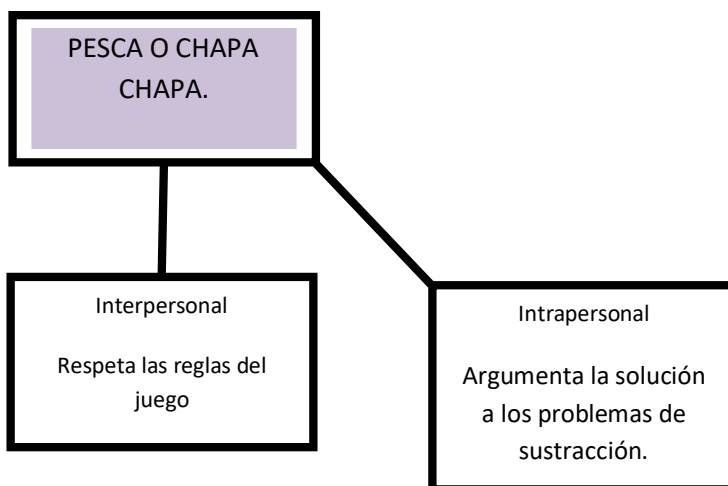 PESCA O CHAPA
CHAPA.
Interpersonal
Respeta las reglas del
juego
Intrapersonal
Argumenta la solución
a los problemas de
sustracción.